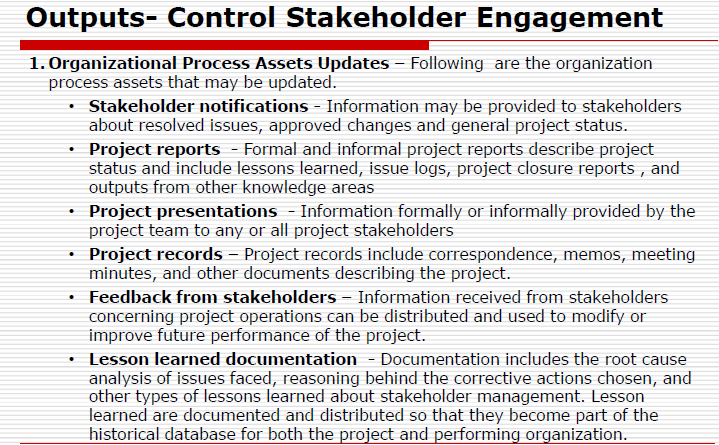 Outputs- Control Stakeholder Engagement
1. Organizational Process Assets Updates – Following are the organization
process assets that may be updated.
• Stakeholder notifications - Information may be provided to stakeholders
about resolved issues, approved changes and general project status.
• Project reports - Formal and informal project reports describe project
status and include lessons learned, issue logs, project closure reports , and
outputs from other knowledge areas
• Project presentations - Information formally or informally provided by the
project team to any or all project stakeholders
• Project records – Project records include correspondence, memos, meeting
minutes, and other documents describing the project.
• Feedback from stakeholders – Information received from stakeholders
concerning project operations can be distributed and used to modify or
improve future performance of the project.
• Lesson learned documentation - Documentation includes the root cause
analysis of issues faced, reasoning behind the corrective actions chosen, and
other types of lessons learned about stakeholder management. Lesson
learned are documented and distributed so that they become part of the
historical database for both the project and performing organization.